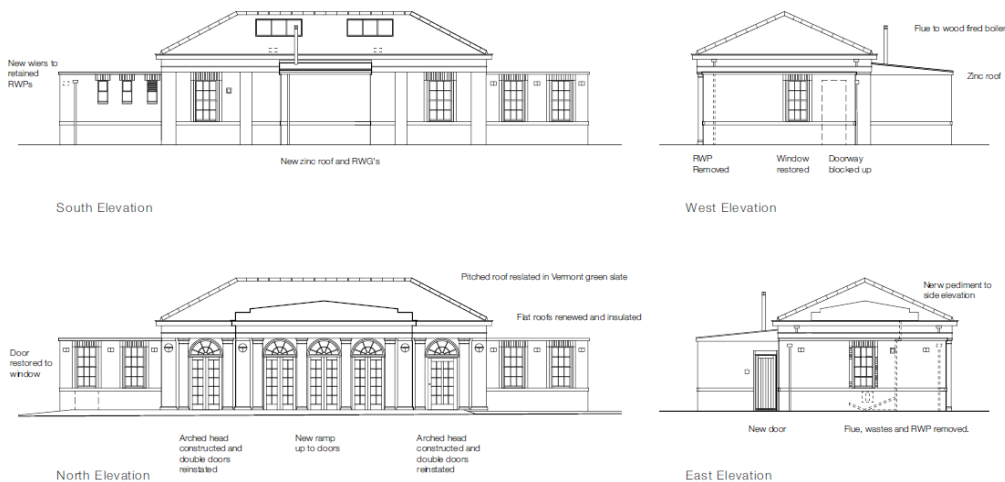 New wiers to
retained
RWPs
New zinc roof and RWG's
South Elevation
Flue to wood fired boiler
Zinc roof
RWP
Removed
Window
restored
Doorway
blocked up
West Elevation
Pitched roof reslated in Vermont green slate
Flat roofs renewed and insulated
Door
restored to
window
Arched head
constructed and
double doors
reinstated
New ramp
up to doors
Arched head
constructed and
double doors
reinstated
North Elevation
Nerw pediment to
side elevation
New door
Flue, wastes and RWP removed.
East Elevation